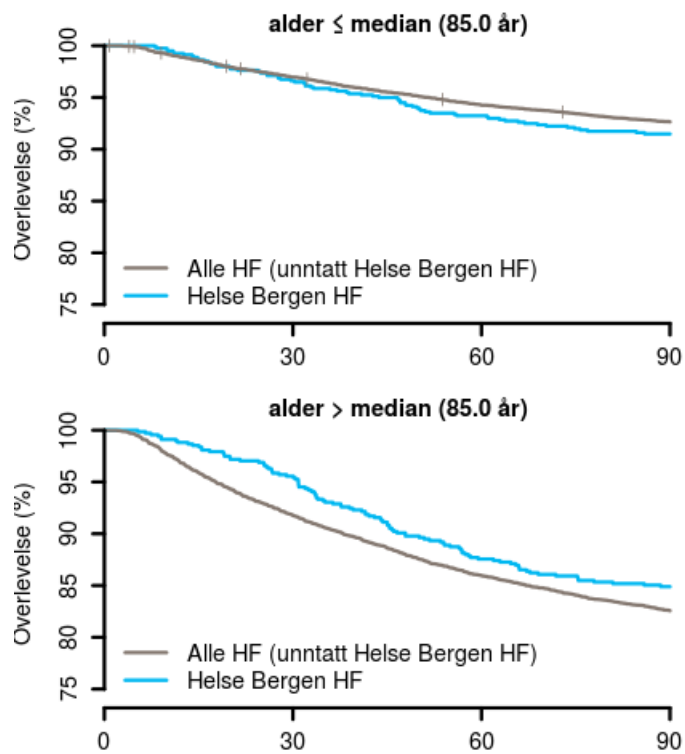 alder ≤ median (85.0 år)
Overlevelse (%)
100
95
90
85
80
75
Alle HF (unntatt Helse Bergen HF)
Helse Bergen HF
0 30 60 90
alder > median (85.0 år)
Overlevelse (%)
100
95
90
85
80
75
Alle HF (unntatt Helse Bergen HF)
Helse Bergen HF
0 30 60 90